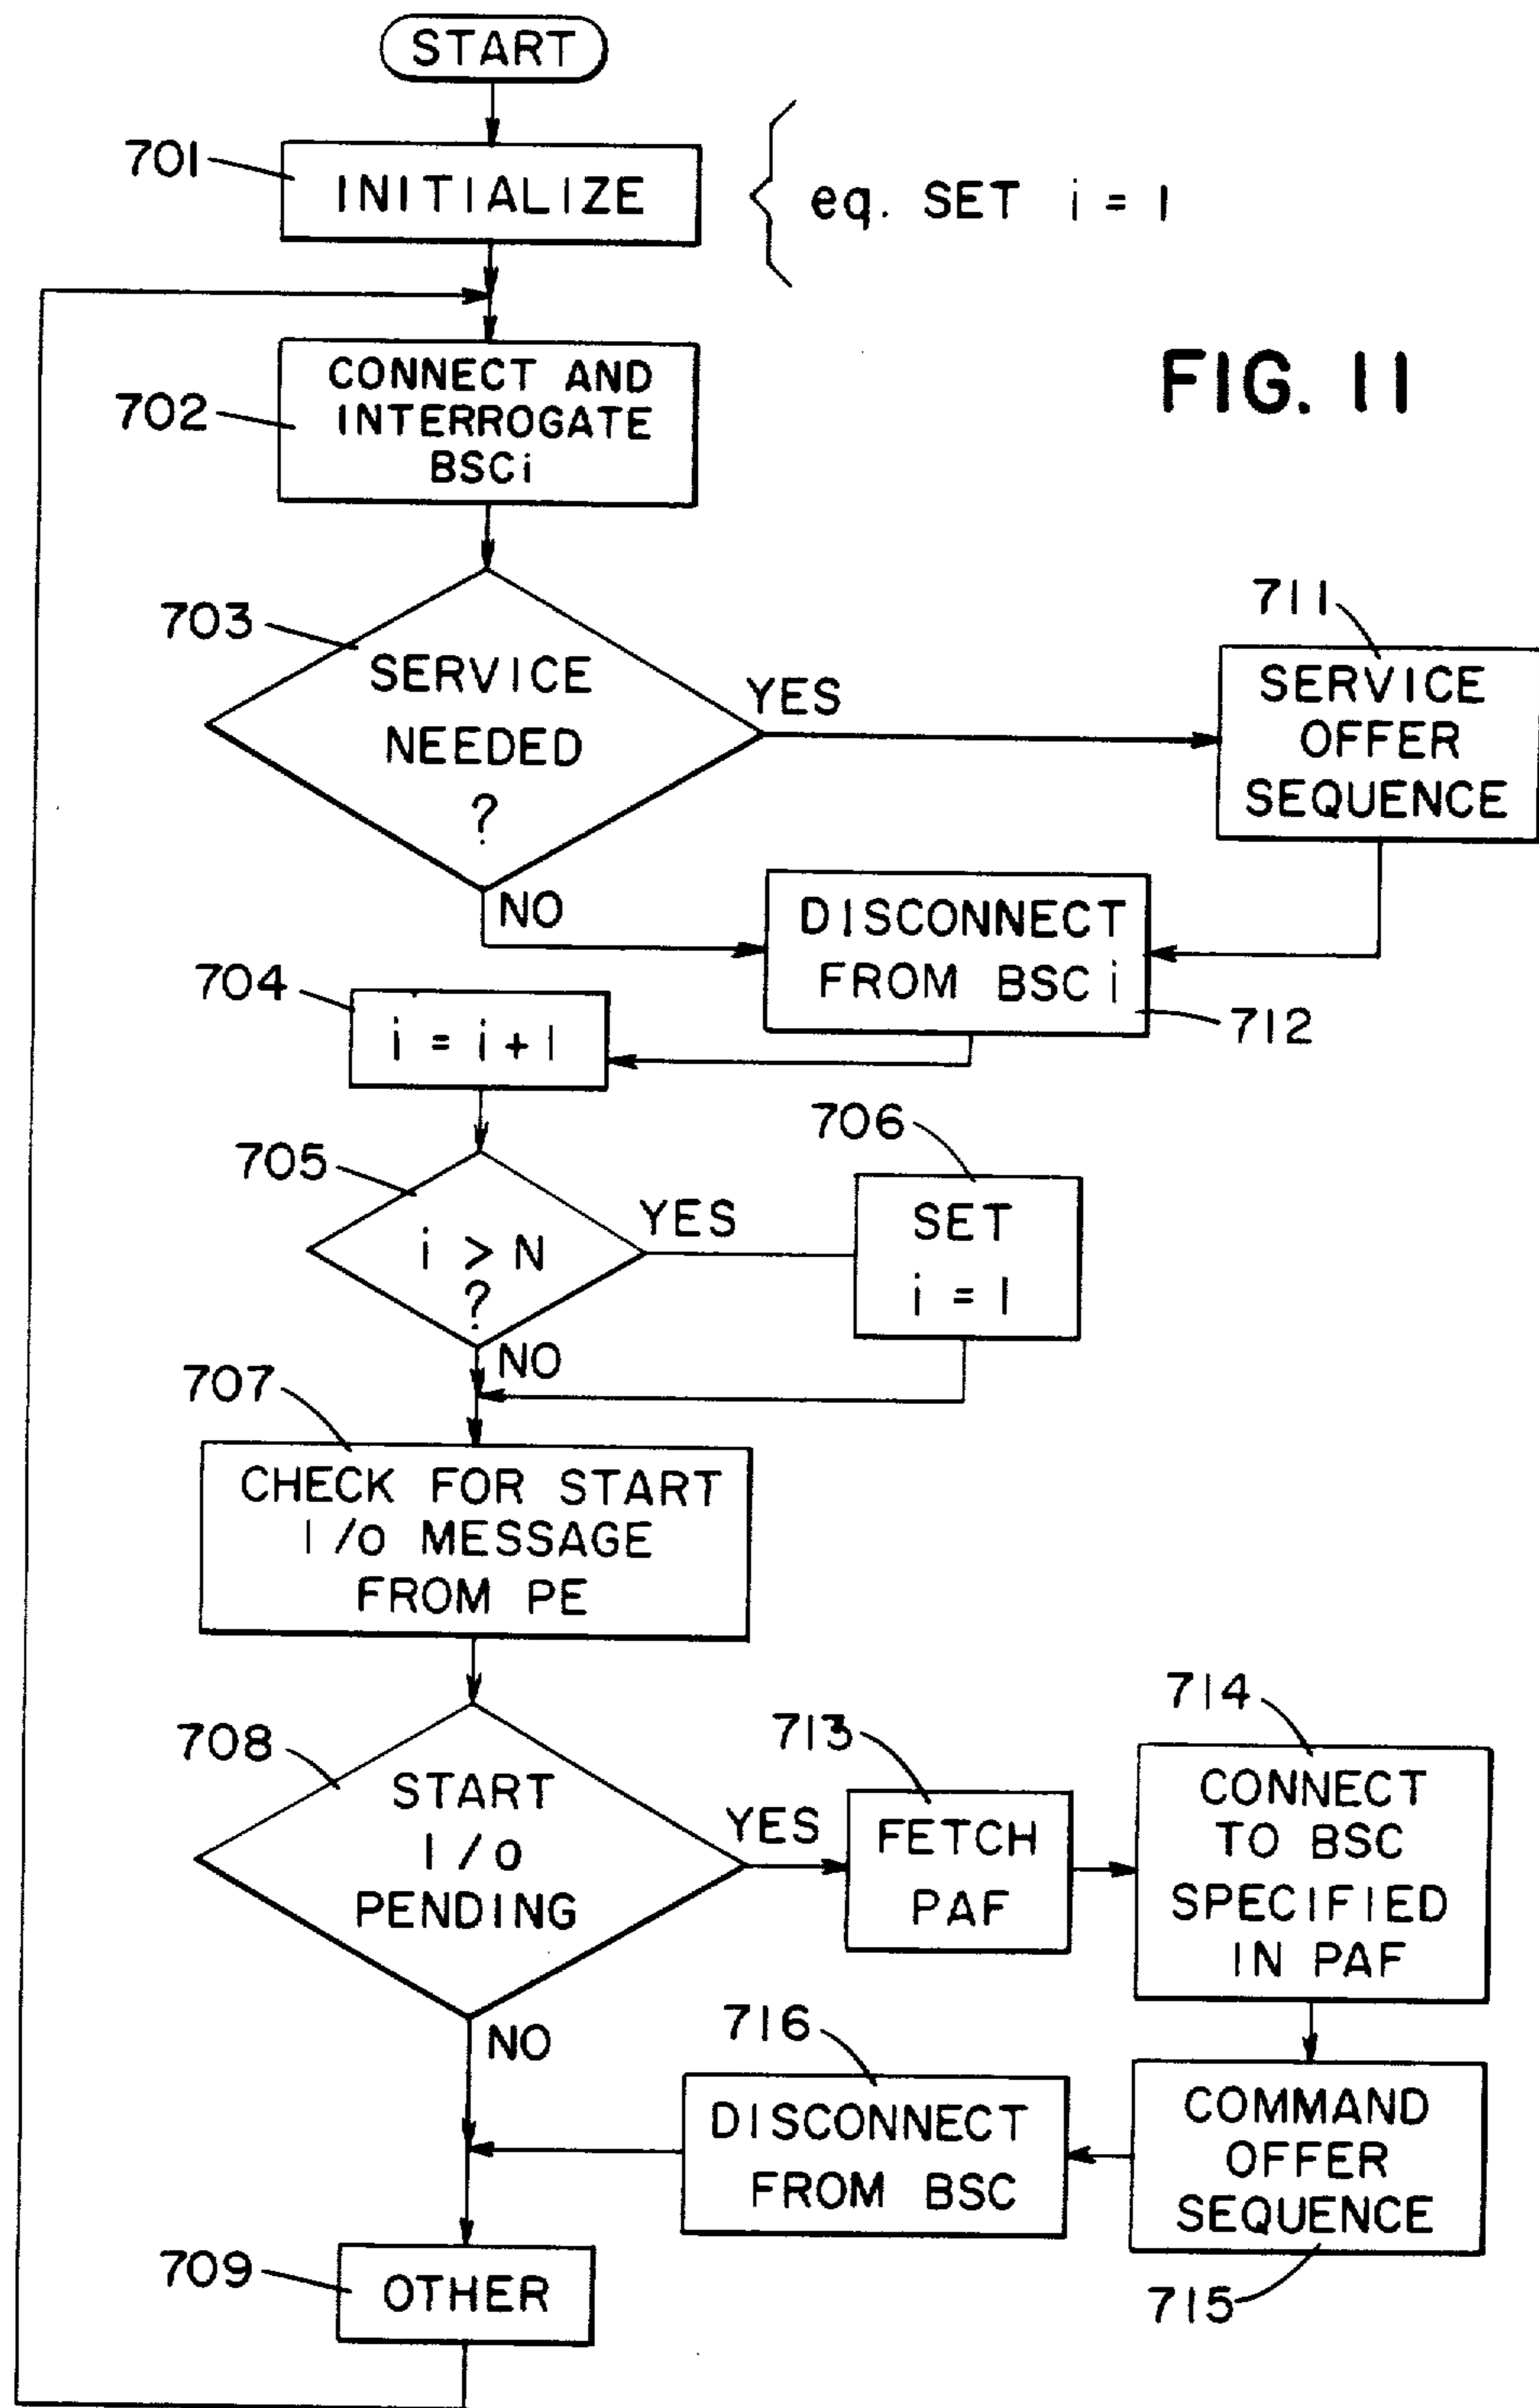 START
701
INITIALIZE
eq. SET i = 1
FIG. 11
702
CONNECT AND
INTERROGATE
BSCi
703
SERVICE
NEEDED
?
YES
NO
711
SERVICE
OFFER
SEQUENCE
DISCONNECT
FROM BSC i
712
704
i = i + 1
705
i > N
?
YES
NO
706
SET
i = 1
707
CHECK FOR START
I/O MESSAGE
FROM PE
708
START
I/O
PENDING
YES
NO
713
FETCH
PAF
714
CONNECT
TO BSC
SPECIFIED
IN PAF
716
DISCONNECT
FROM BSC
COMMAND
OFFER
SEQUENCE
715
709
OTHER